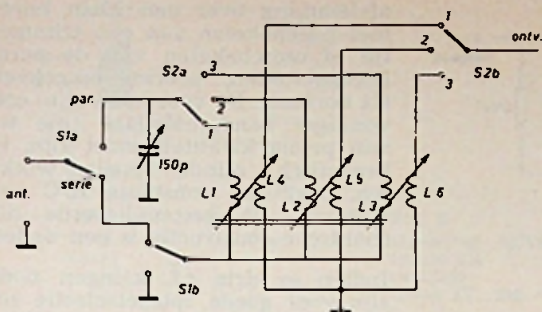 1
ontv.
2
S2b
3
S2a
3
par.
2
1
S1a
150p
serie
L1
L4
L2
L5
L3
L6
ant.
S1b